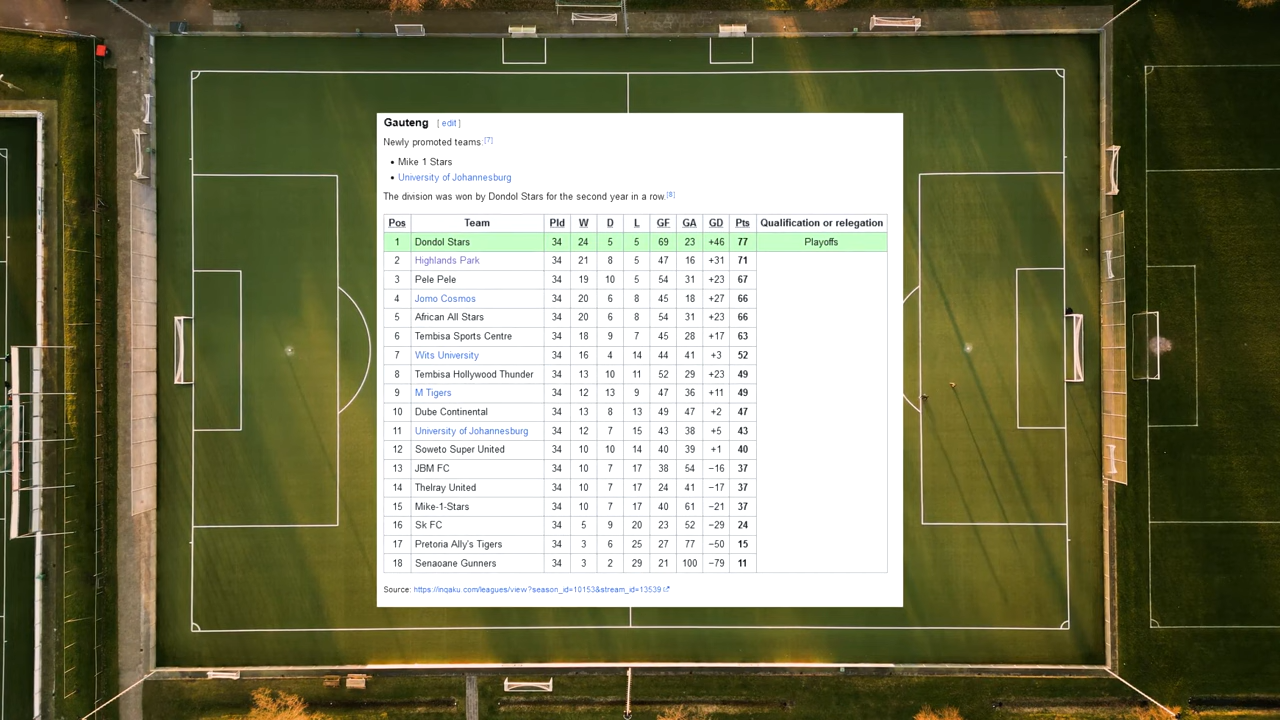 Gauteng [ edit ]
Newly promoted teams:[7]
• Mike 1 Stars
• University of Johannesburg
The division was won by Dondol Stars for the second year in a row.[8]
Pos Team Pld W D L GF GA GD Pts Qualification or relegation
1 Dondol Stars 34 24 5 5 69 23 +46 77 Playoffs
2 Highlands Park 34 21 8 5 47 16 +31 71
3 Pele Pele 34 19 10 5 54 31 +23 67
4 Jomo Cosmos 34 20 6 8 45 18 +27 66
5 African All Stars 34 20 6 8 54 31 +23 66
6 Tembisa Sports Centre 34 18 9 7 45 28 +17 63
7 Wits University 34 16 4 14 44 41 +3 52
8 Tembisa Hollywood Thunder 34 13 10 11 52 29 +23 49
9 M Tigers 34 12 13 9 47 36 +11 49
10 Dube Continental 34 13 8 13 49 47 +2 47
11 University of Johannesburg 34 12 7 15 43 38 +5 43
12 Soweto Super United 34 10 10 14 40 39 +1 40
13 JBM FC 34 10 7 17 38 54 −16 37
14 Thelray United 34 10 7 17 24 41 −17 37
15 Mike-1-Stars 34 10 7 17 40 61 −21 37
16 Sk FC 34 5 9 20 23 52 −29 24
17 Pretoria Ally's Tigers 34 3 6 25 27 77 −50 15
18 Senaoane Gunners 34 3 2 29 21 100 −79 11
Source: https://inqaku.com/leagues/view?season_id=10153&stream_id=13539